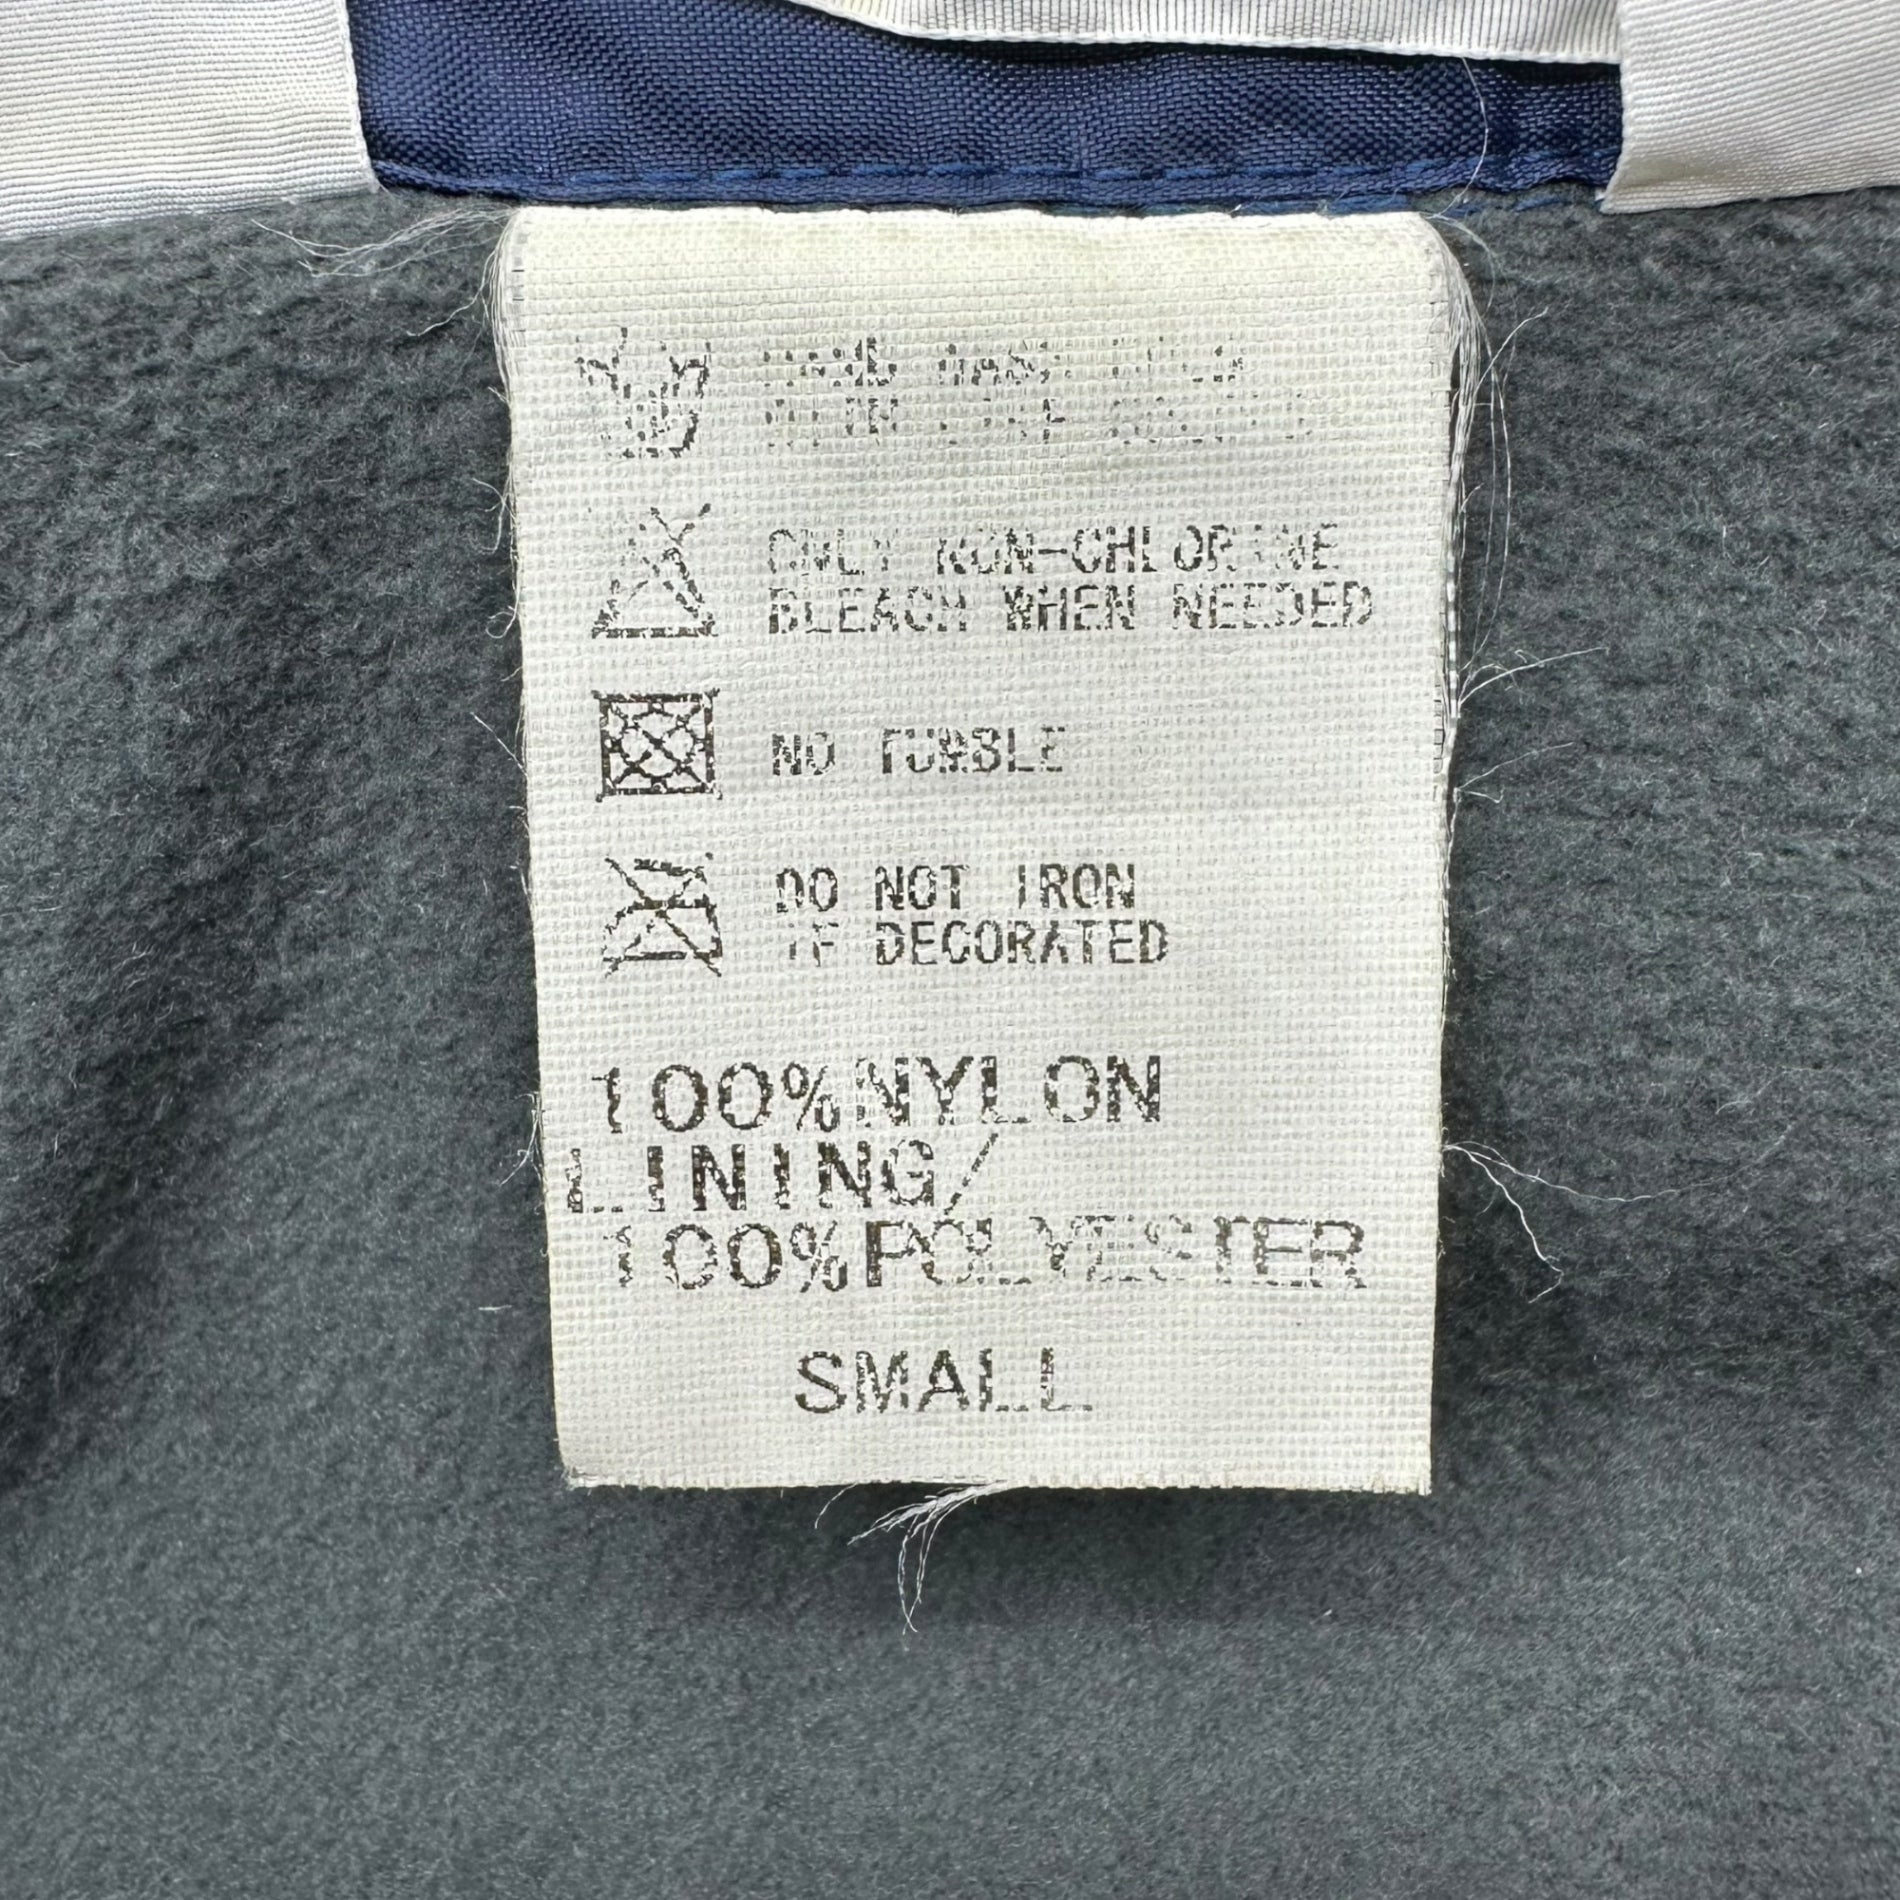 ONLY NON-CHLORINE
BLEACH WHEN NEEDED
NO TUMBLE
DO NOT IRON
IF DECORATED
100% NYLON
LINING/
100% POLYESTER
SMALL